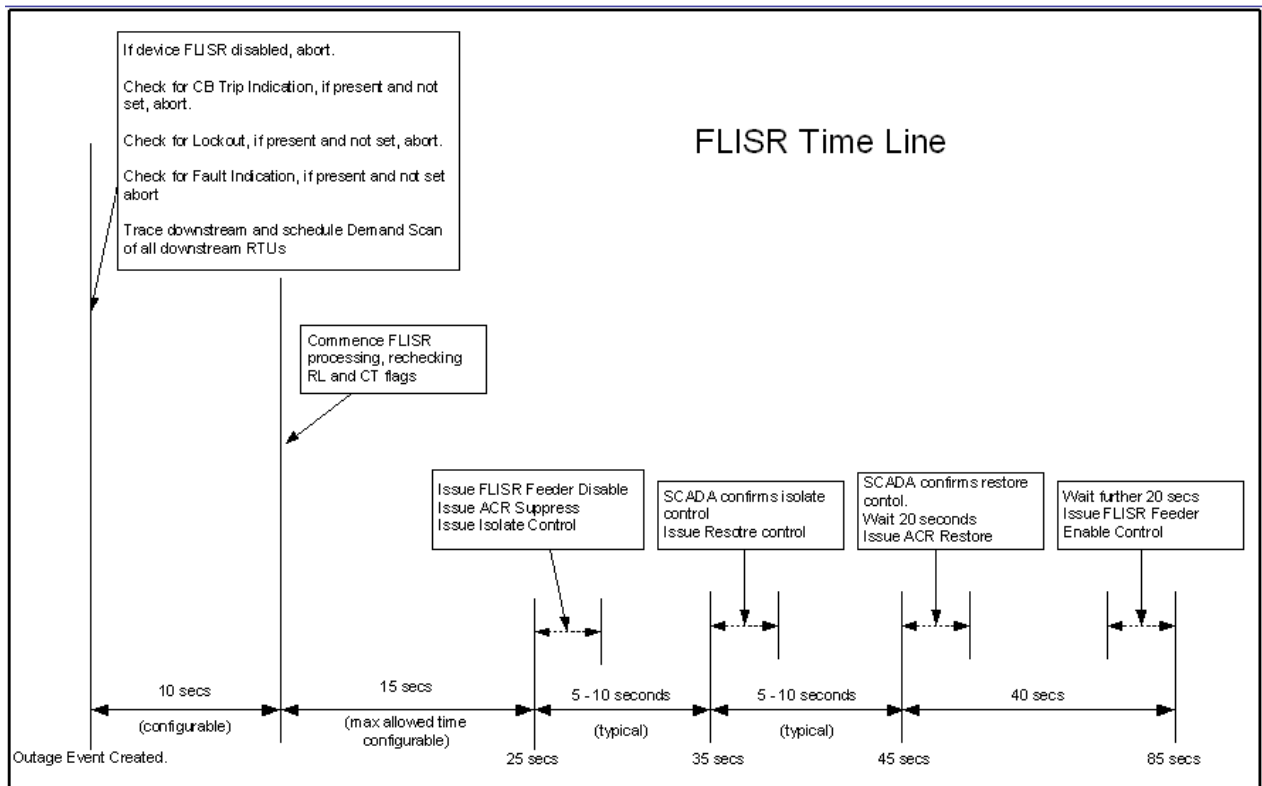 If device FLISR disabled, abort.
Check for CB Trip Indication, if present and not
set, abort.
Check for Lockout, if present and not set, abort.
Check for Fault Indication, if present and not set
abort
Trace downstream and schedule Demand Scan
of all downstream RTUs
FLISR Time Line
Commence FLISR
processing, rechecking
RL and CT flags
Issue FLISR Feeder Disable
Issue ACR Suppress
Issue Isolate Control
SCADA confirms isolate
control
Issue Resotre control
SCADA confirms restore
contol.
Wait 20 seconds
Issue ACR Restore
Wait further 20 secs
Issue FLISR Feeder
Enable Control
10 secs
(configurable)
15 secs
(max allowed time
configurable)
5 - 10 seconds
(typical)
5 - 10 seconds
(typical)
40 secs
Outage Event Created.
25 secs
35 secs
45 secs
85 secs